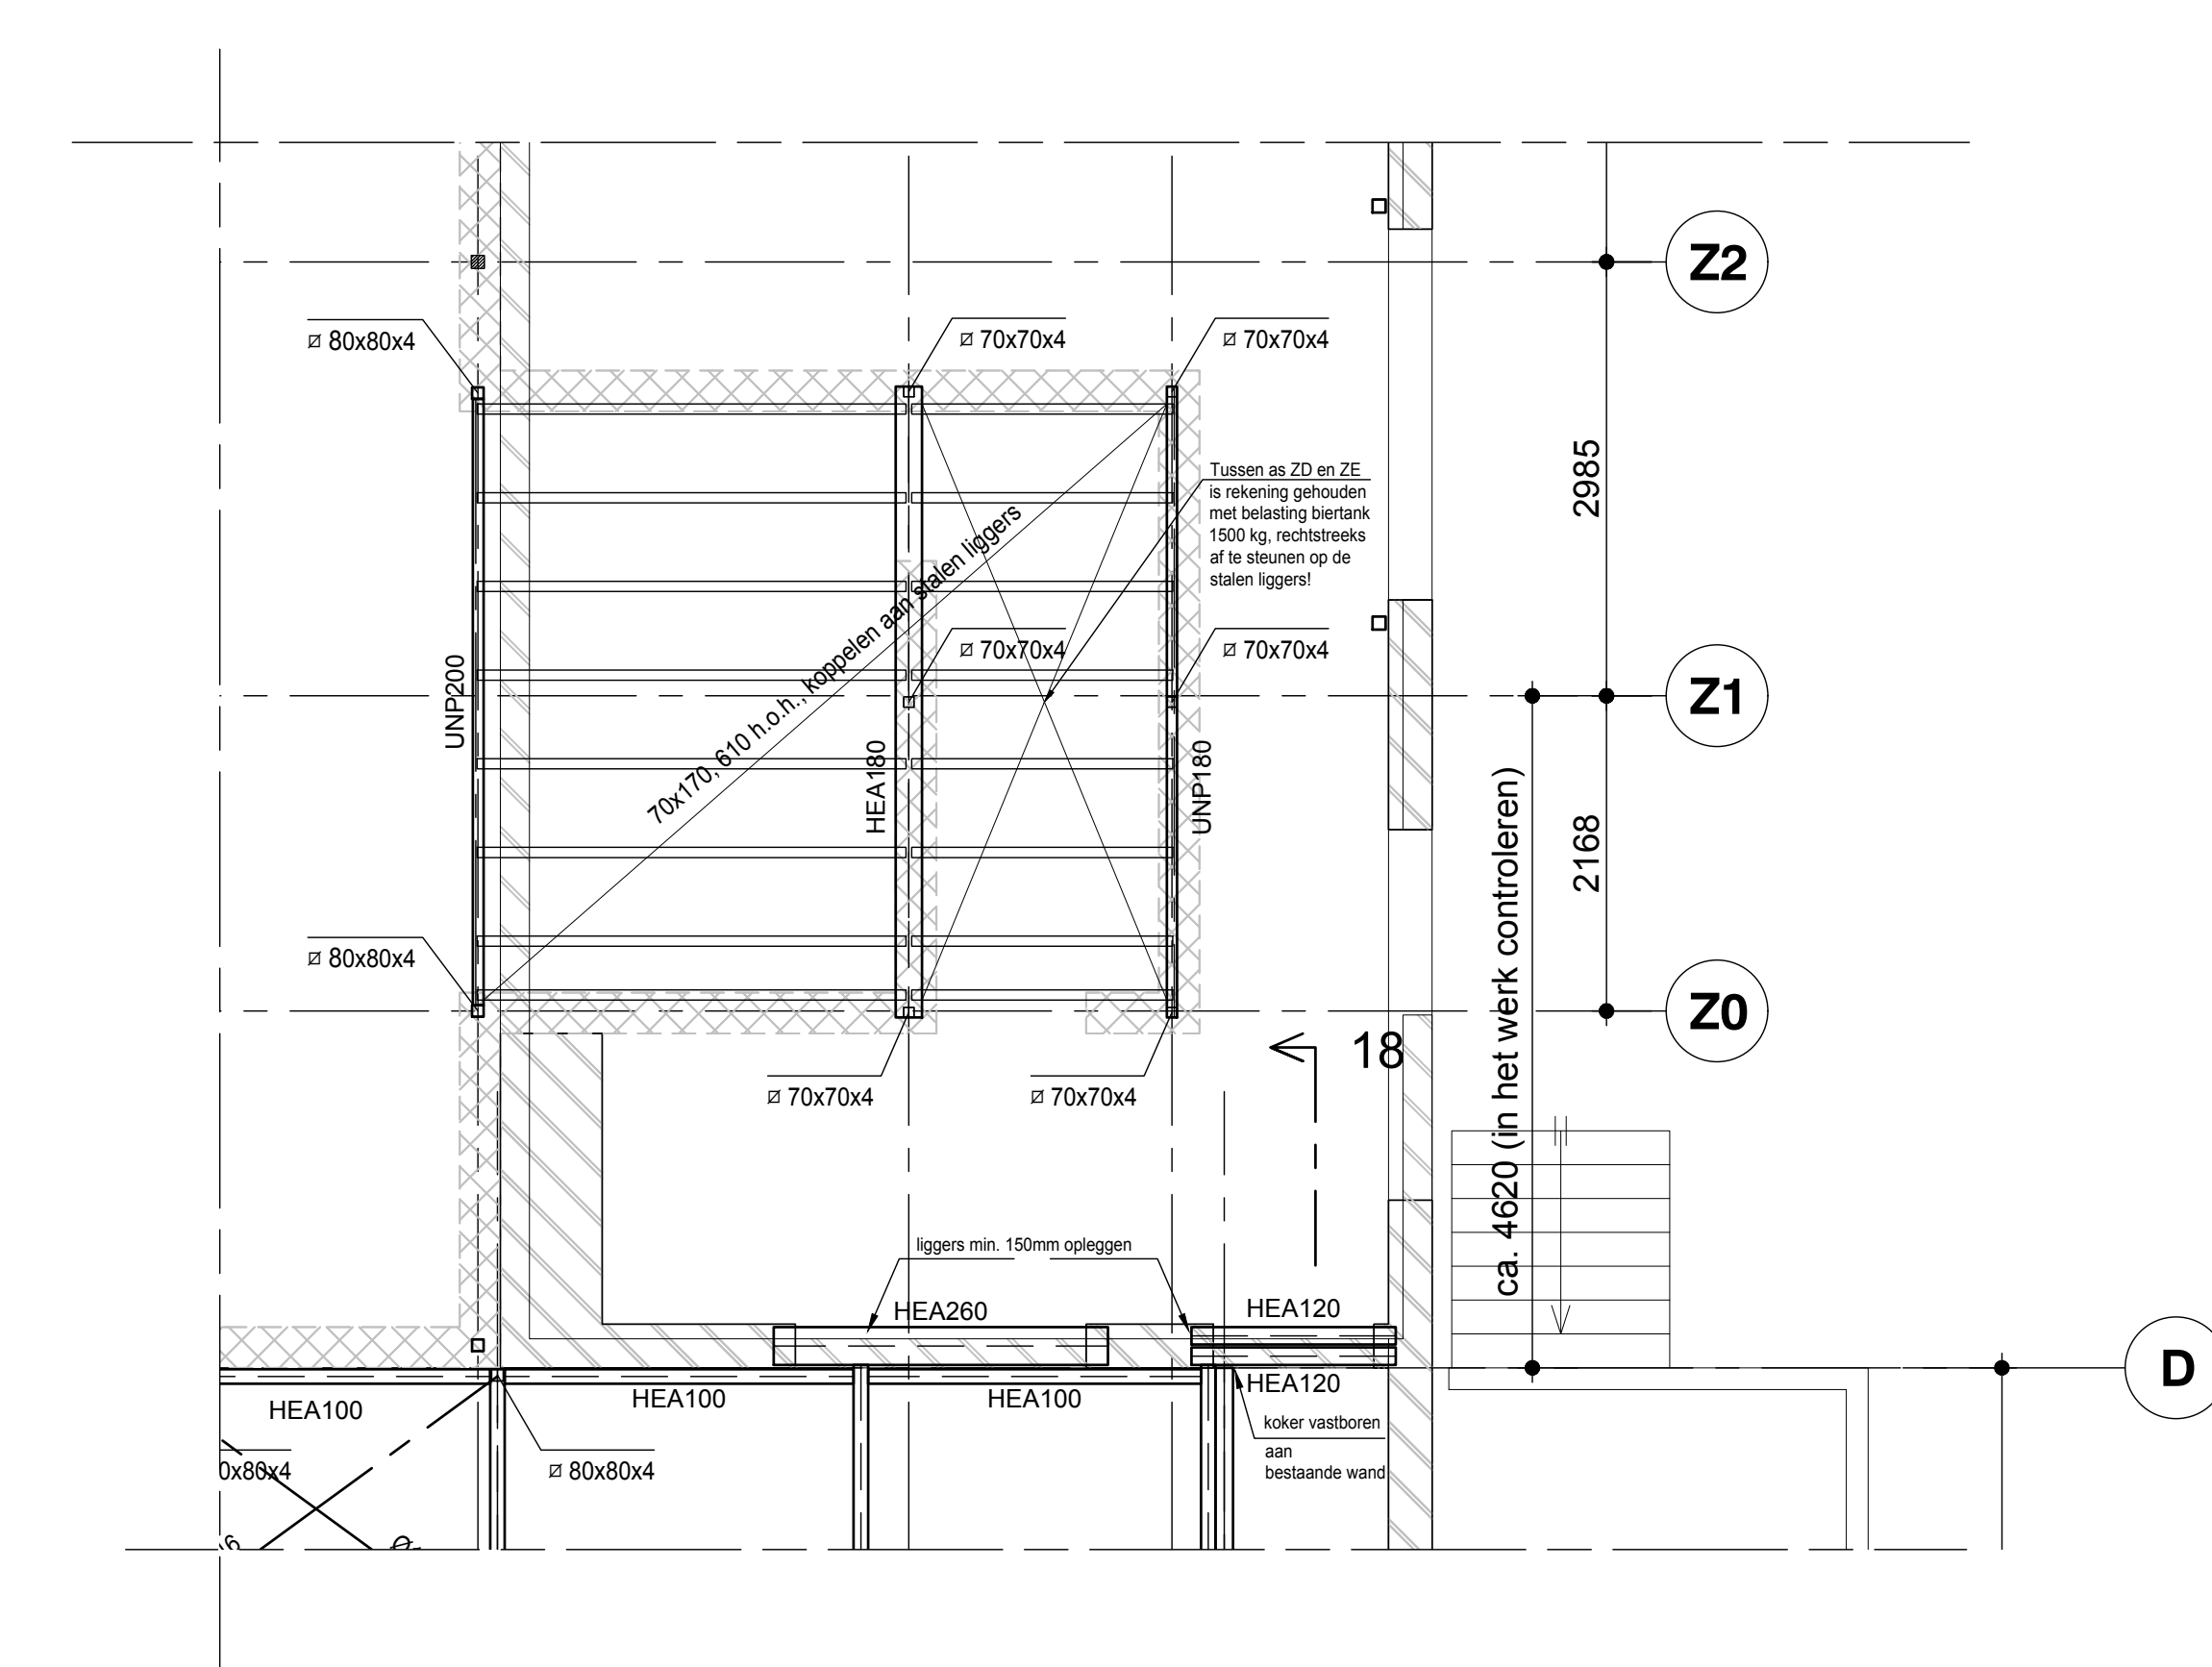 Z2
⧄ 80x80x4
⧄ 70x70x4
⧄ 70x70x4
Tussen as ZD en ZE
is rekening gehouden
met belasting biertank
1500 kg, rechtstreeks
af te steunen op de
stalen liggers!
2985
70x170, 610 h.o.h., koppelen aan stalen liggers
⧄ 70x70x4
⧄ 70x70x4
UNP200
Z1
HEA180
UNP180
2168
ca. 4620 (in het werk controleren)
⧄ 80x80x4
Z0
18
⧄ 70x70x4
⧄ 70x70x4
liggers min. 150mm opleggen
HEA260
HEA120
D
HEA100
HEA100
HEA100
HEA120
koker vastboren
aan
bestaande wand
0x80x4
⧄ 80x80x4